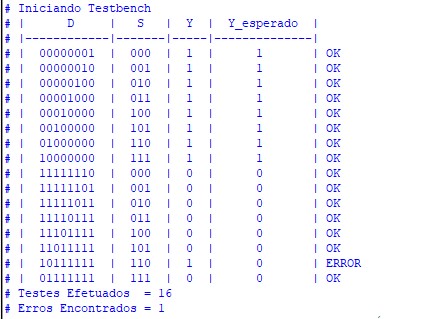 # Iniciando Testbench
# |     D      |   S   |  Y  |  Y_esperado  |
# |------------|-------|-----|--------------|
# |  00000001  |  000  |  1  |      1       | OK
# |  00000010  |  001  |  1  |      1       | OK
# |  00000100  |  010  |  1  |      1       | OK
# |  00001000  |  011  |  1  |      1       | OK
# |  00010000  |  100  |  1  |      1       | OK
# |  00100000  |  101  |  1  |      1       | OK
# |  01000000  |  110  |  1  |      1       | OK
# |  10000000  |  111  |  1  |      1       | OK
# |  11111110  |  000  |  0  |      0       | OK
# |  11111101  |  001  |  0  |      0       | OK
# |  11111011  |  010  |  0  |      0       | OK
# |  11110111  |  011  |  0  |      0       | OK
# |  11101111  |  100  |  0  |      0       | OK
# |  11011111  |  101  |  0  |      0       | OK
# |  10111111  |  110  |  1  |      0       | ERROR
# |  01111111  |  111  |  0  |      0       | OK
# Testes Efetuados  = 16
# Erros Encontrados = 1